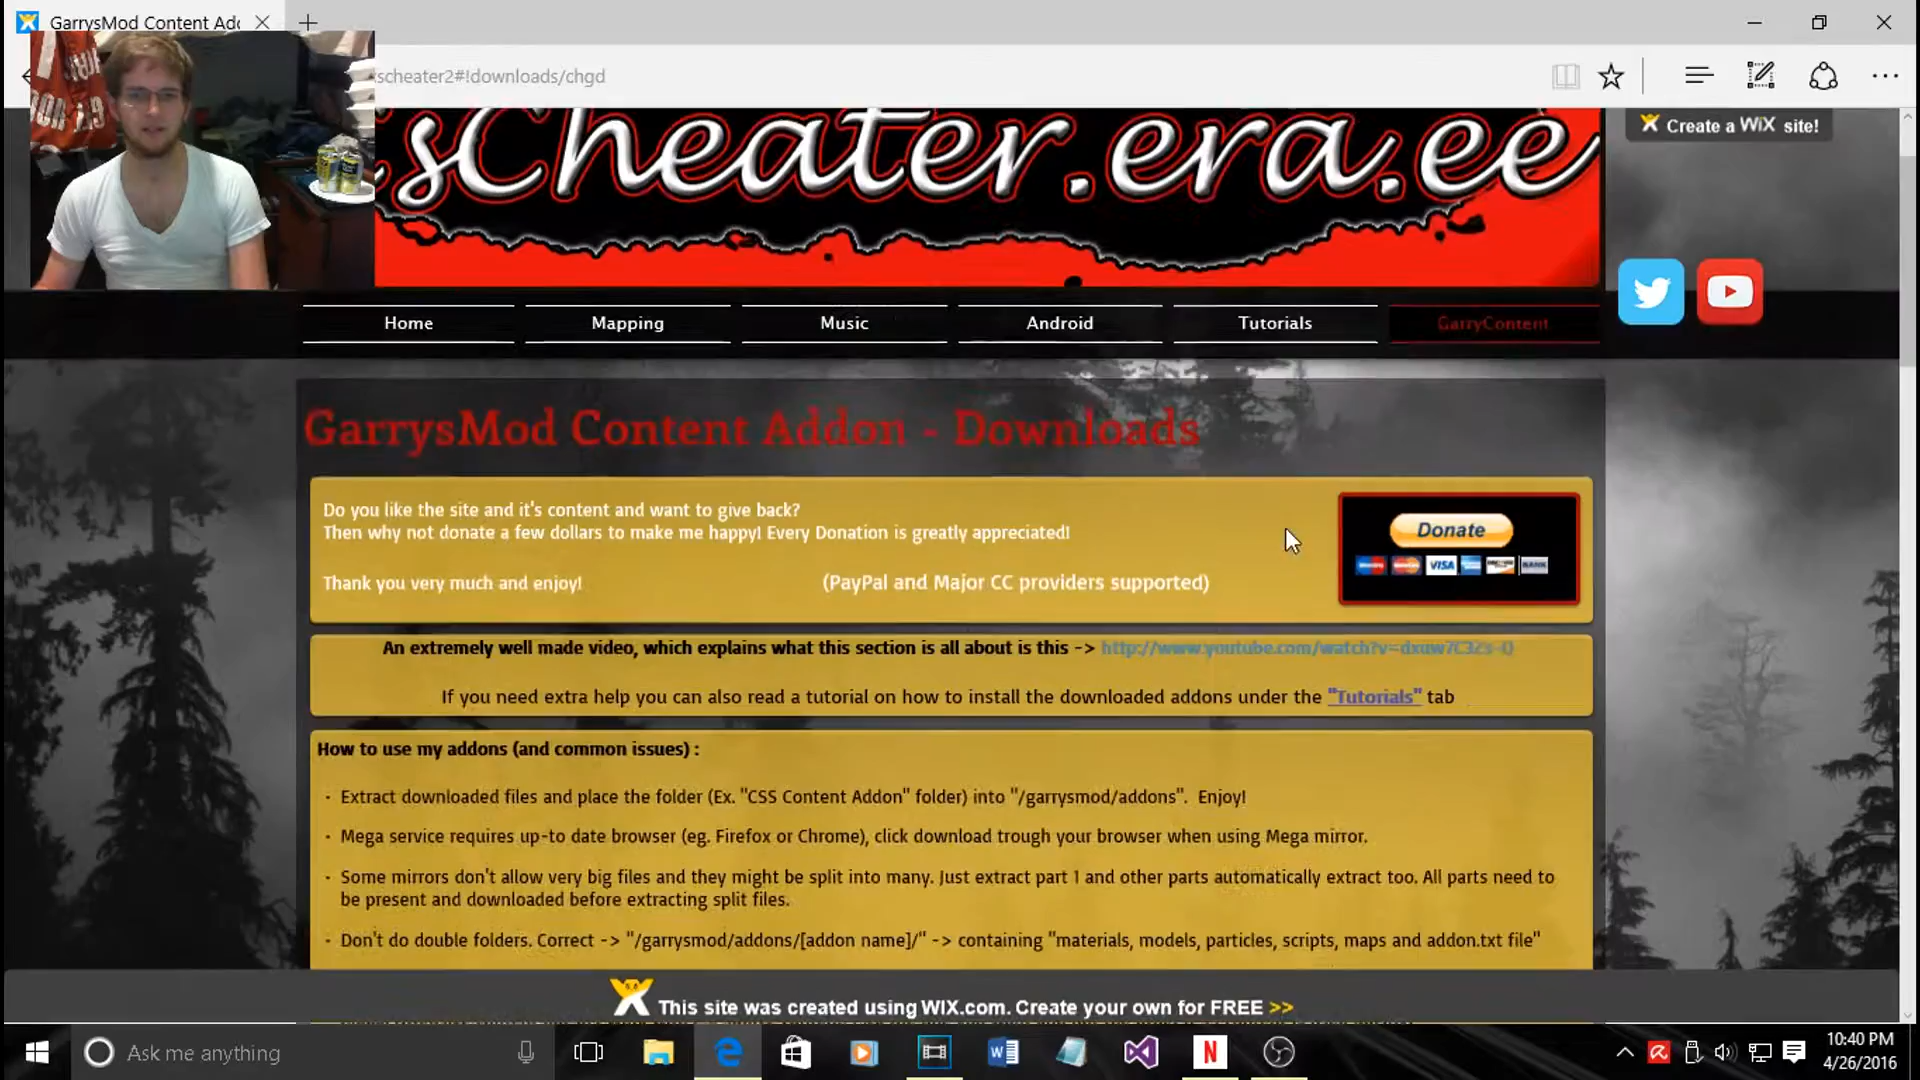 GarrysMod Content Adc
scheater2#!downloads/chgd
sCheater.era.ee
Create a WiX site!
Home
Mapping
Music
Android
Tutorials
GarryContent
GarrysMod Content Addon - Downloads
Do you like the site and it's content and want to give back?
Then why not donate a few dollars to make me happy! Every Donation is greatly appreciated!
Thank you very much and enjoy!
(PayPal and Major CC providers supported)
Donate
VISA
BANK
An extremely well made video, which explains what this section is all about is this ->
If you need extra help you can also read a tutorial on how to install the downloaded addons under the "Tutorials" tab
How to use my addons (and common issues) :
· Extract downloaded files and place the folder (Ex. "CSS Content Addon" folder) into "/garrysmod/addons". Enjoy!
· Mega service requires up-to date browser (eg. Firefox or Chrome), click download trough your browser when using Mega mirror.
· Some mirrors don't allow very big files and they might be split into many. Just extract part 1 and other parts automatically extract too. All parts need to
be present and downloaded before extracting split files.
· Don't do double folders. Correct -> "/garrysmod/addons/[addon name]/" -> containing "materials, models, particles, scripts, maps and addon.txt file"
This site was created using WIX.com. Create your own for FREE >>
Ask me anything
10:40 PM
4/26/2016